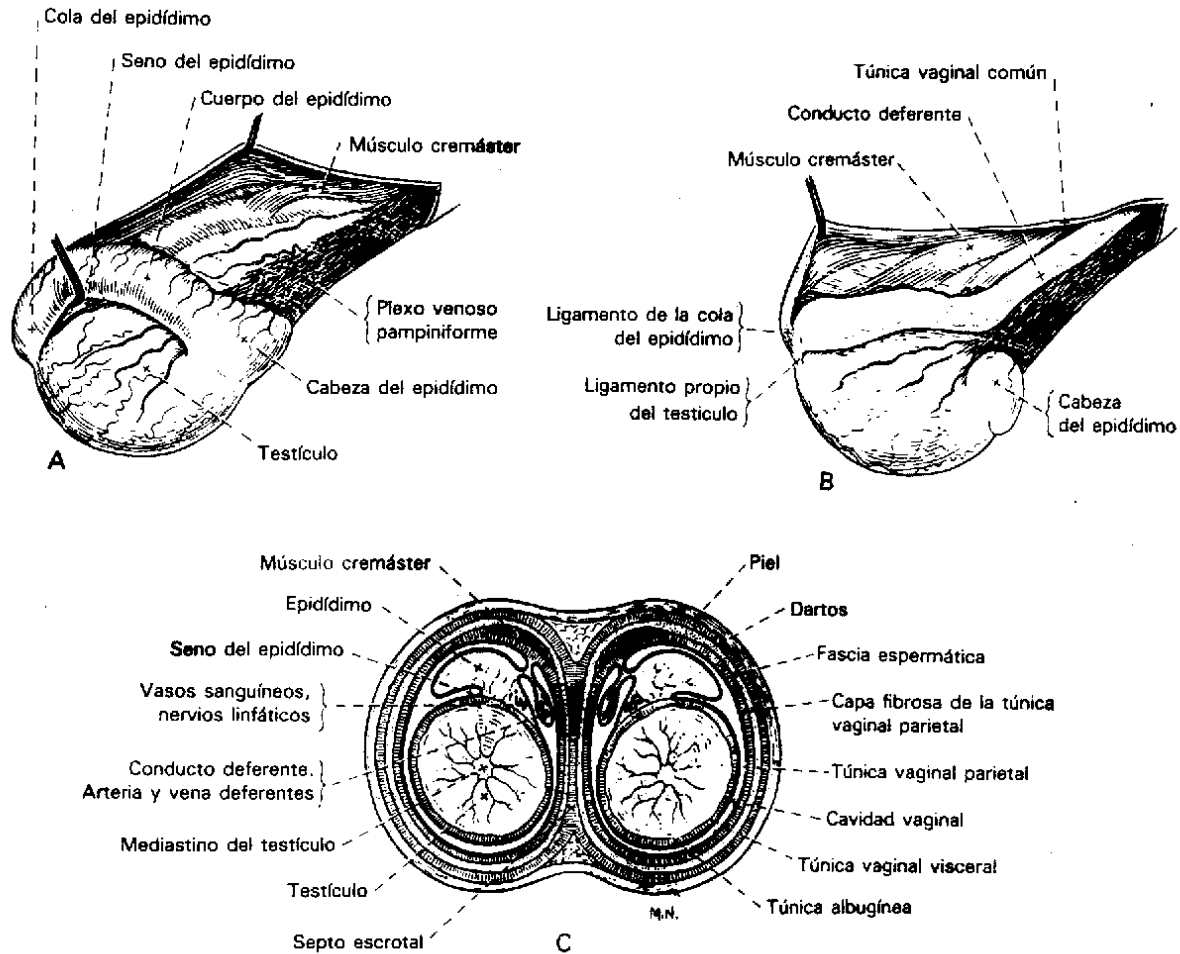 Cola del epidídimo
Seno del epidídimo
Cuerpo del epidídimo
Músculo cremáster
Plexo venoso
pampiniforme
Cabeza del epidídimo
Testículo
A
Túnica vaginal común
Conducto deferente
Músculo cremáster
Ligamento de la cola
del epidídimo
Ligamento propio
del testiculo
Cabeza
del epidídimo
B
Músculo cremáster
Epidídimo
Seno del epidídimo
Vasos sanguíneos,
nervios linfáticos
Conducto deferente.
Arteria y vena deferentes
Mediastino del testículo
Testículo
Septo escrotal
Piel
Dartos
Fascia espermática
Capa fibrosa de la túnica
vaginal parietal
Túnica vaginal parietal
Cavidad vaginal
Túnica vaginal visceral
Túnica albugínea
M.N.
C